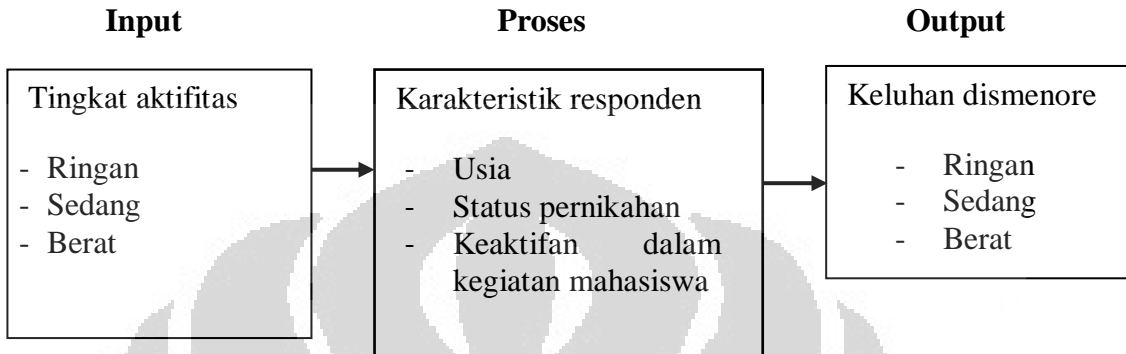 Input
Proses
Output
Tingkat aktifitas
- Ringan
- Sedang
- Berat
Karakteristik responden
- Usia
- Status pernikahan
- Keaktifan dalam
kegiatan mahasiswa
Keluhan dismenore
- Ringan
- Sedang
- Berat